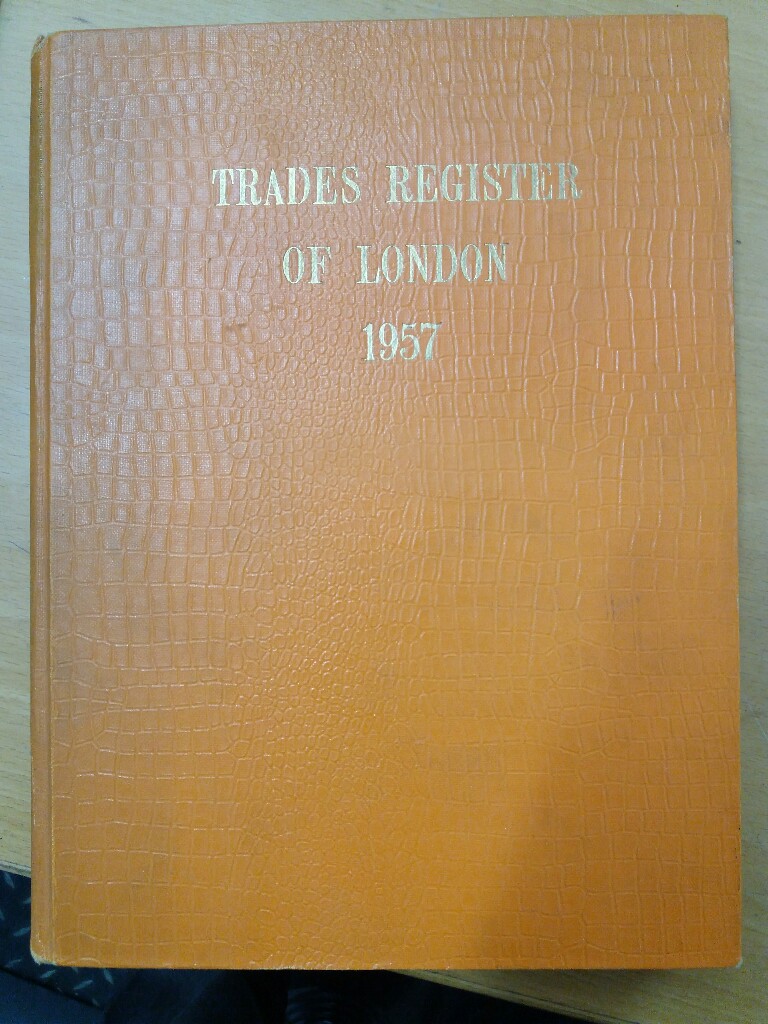 TRADES REGISTER
OF LONDON
1957